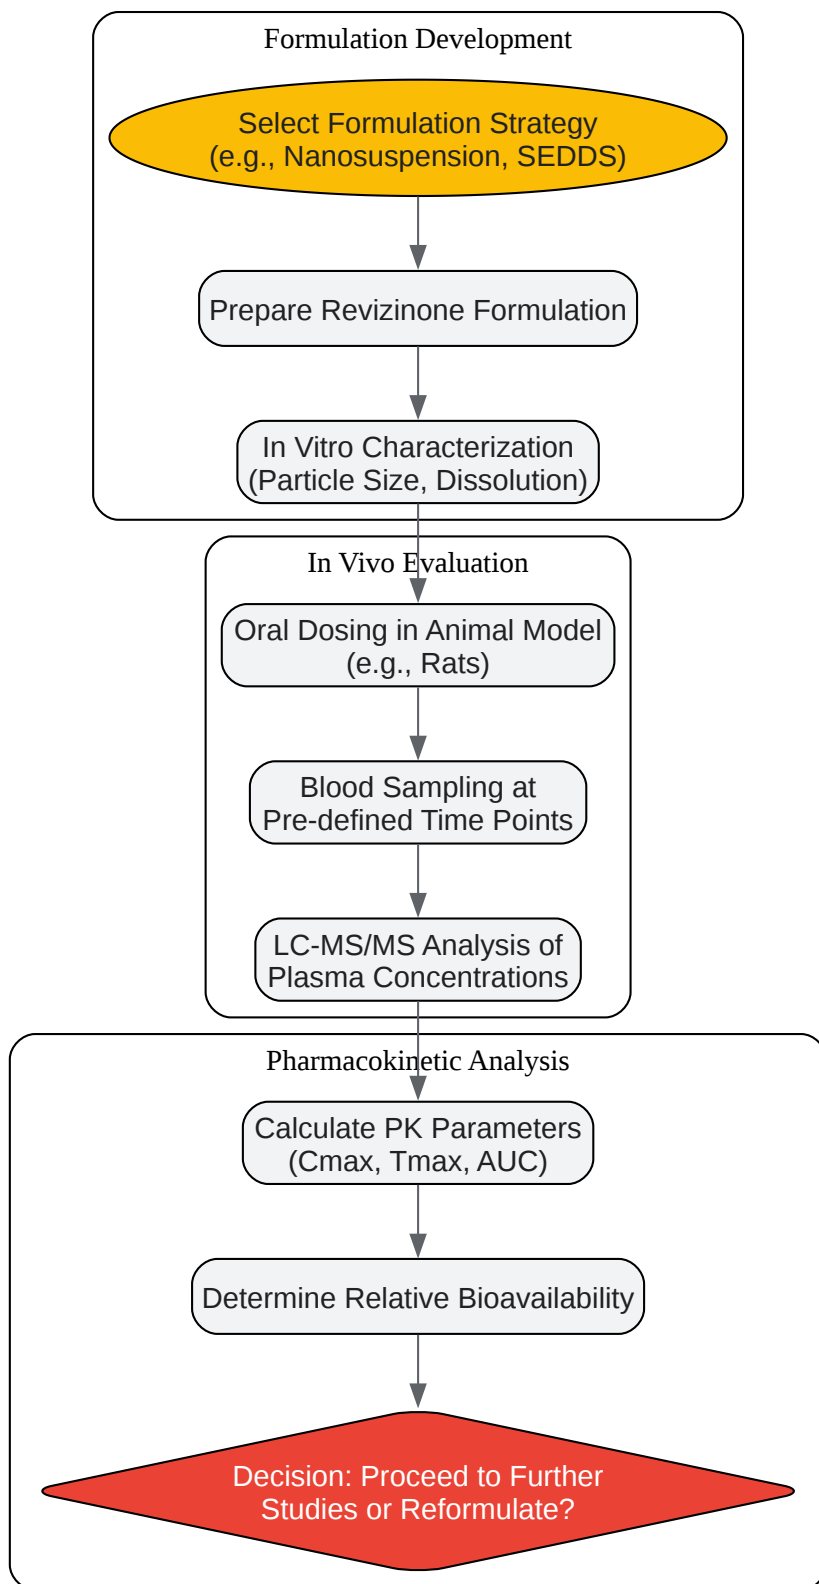 Formulation Development
Select Formulation Strategy
(e.g., Nanosuspension, SEDDS)
Prepare Revizinone Formulation
In Vitro Characterization
(Particle Size, Dissolution)
In Vivo Evaluation
Oral Dosing in Animal Model
(e.g., Rats)
Blood Sampling at
Pre-defined Time Points
LC-MS/MS Analysis of
Plasma Concentrations
Pharmacokinetic Analysis
Calculate PK Parameters
(Cmax, Tmax, AUC)
Determine Relative Bioavailability
Decision: Proceed to Further
Studies or Reformulate?